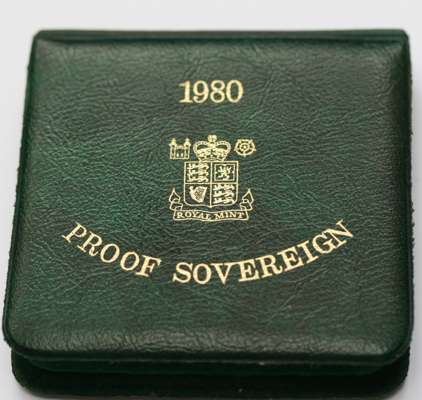 1980
ROYAL MINT
PROOF SOVEREIGN